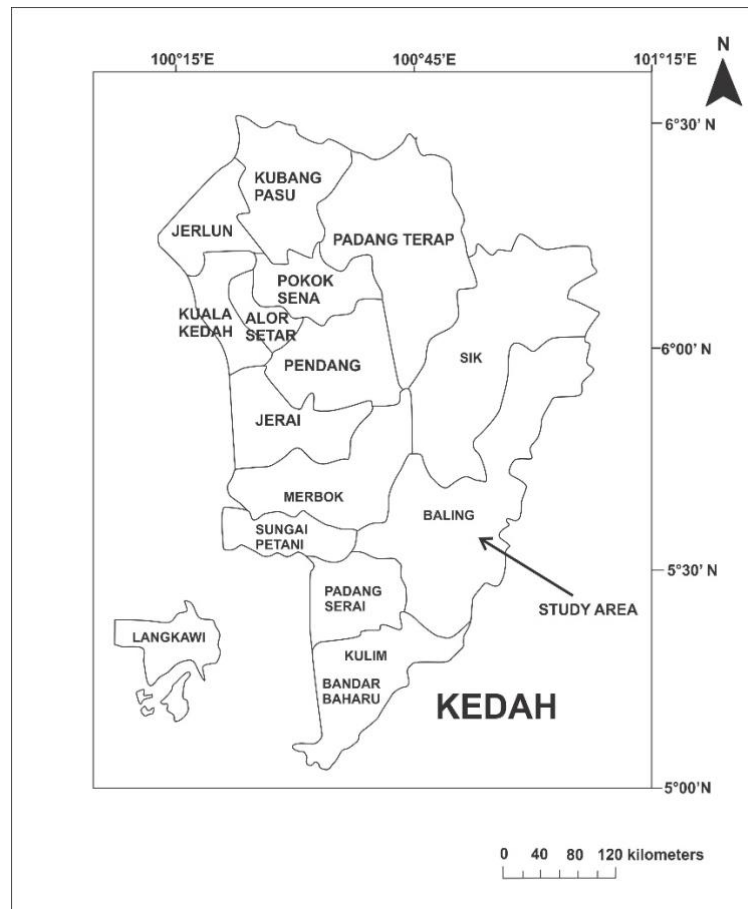 N
100°15'E
100°45'E
101°15'E
6°30' N
KUBANG
PASU
JERLUN
PADANG TERAP
POKOK
SENA
KUALA
KEDAH
ALOR
SETAR
6°00' N
SIK
PENDANG
JERAI
MERBOK
BALING
SUNGAI
PETANI
5°30' N
PADANG
SERAI
STUDY AREA
LANGKAWI
KULIM
BANDAR
BAHARU
KEDAH
5°00'N
0 40 80 120 kilometers